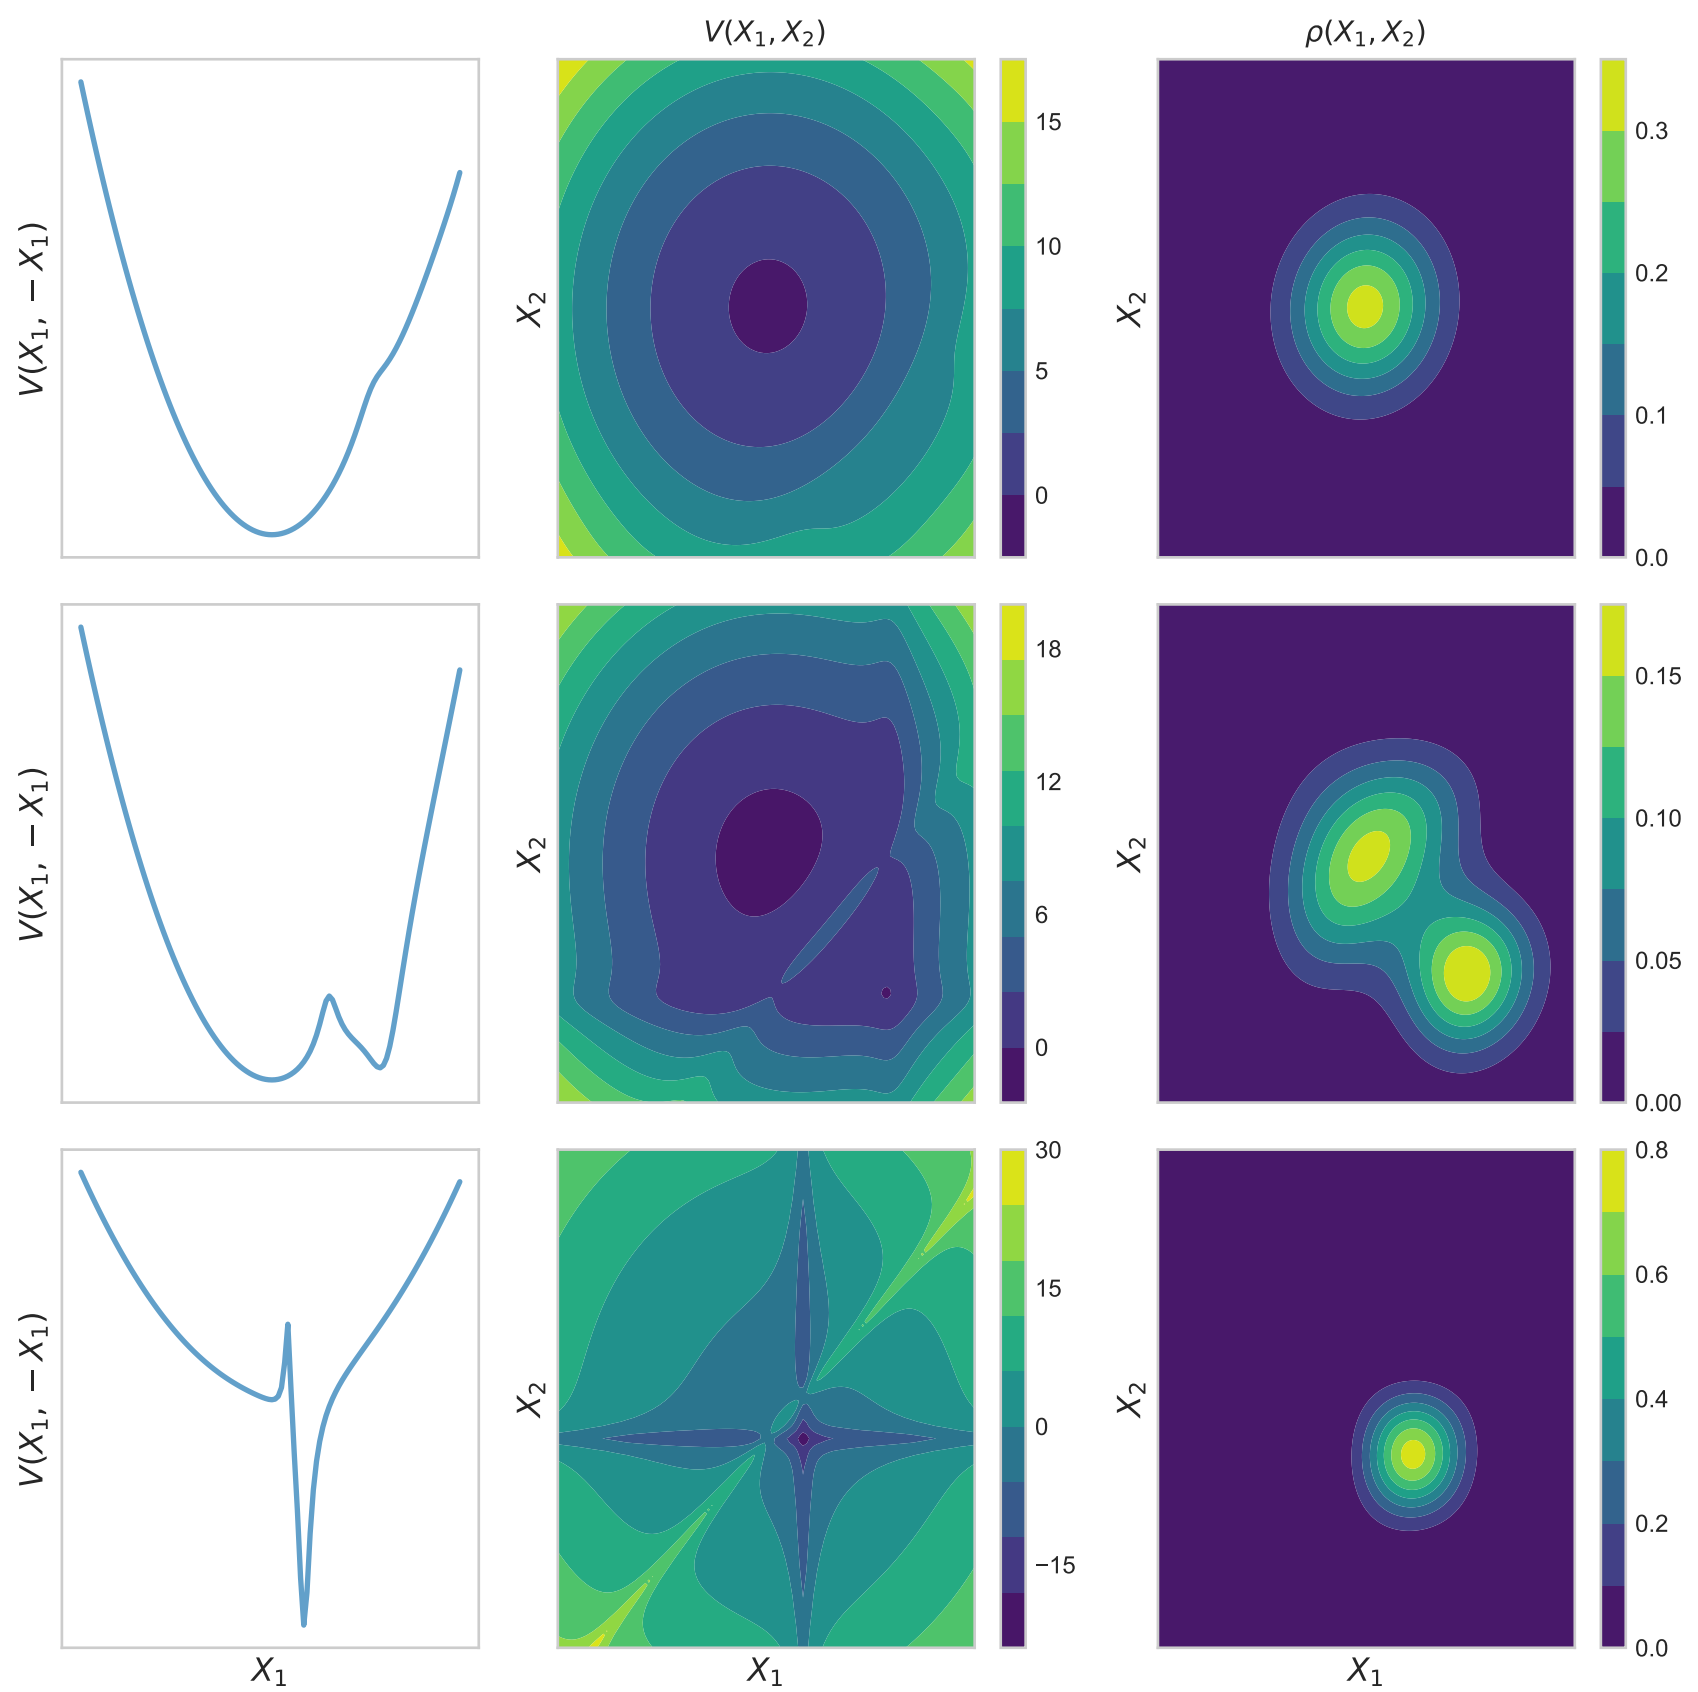 V(X₁, X₂)
ρ(X₁, X₂)
V(X₁, − X₁)
X₂
15
10
5
0
X₂
0.3
0.2
0.1
0.0
V(X₁, − X₁)
X₂
18
12
6
0
X₂
0.15
0.10
0.05
0.00
V(X₁, − X₁)
X₂
30
15
0
−15
X₂
0.8
0.6
0.4
0.2
0.0
X₁
X₁
X₁